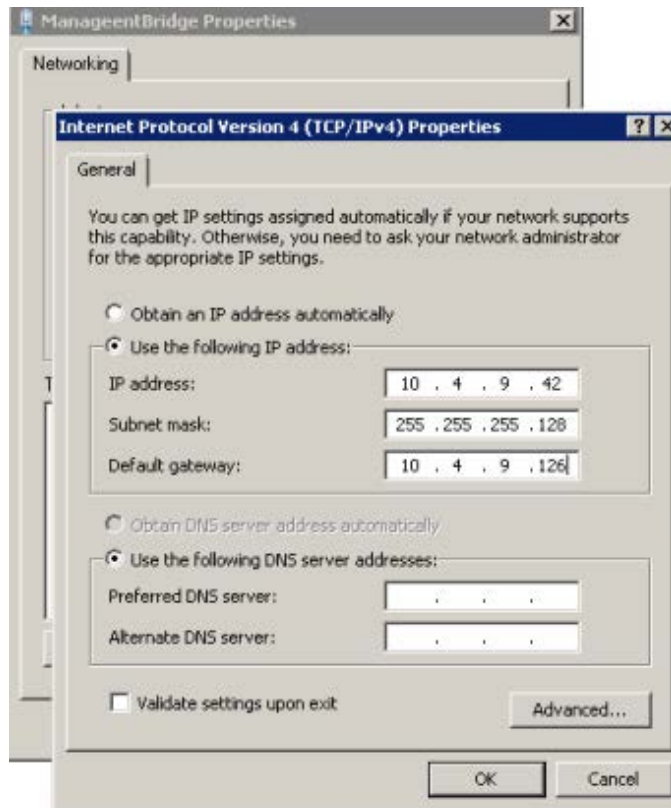 ManageentBridge Properties
Networking
Internet Protocol Version 4 (TCP/IPv4) Properties
General
You can get IP settings assigned automatically if your network supports
this capability. Otherwise, you need to ask your network administrator
for the appropriate IP settings.
Obtain an IP address automatically
Use the following IP address:
IP address: 10 . 4 . 9 . 42
Subnet mask: 255 . 255 . 255 . 128
Default gateway: 10 . 4 . 9 . 126
Obtain DNS server address automatically
Use the following DNS server addresses:
Preferred DNS server: . . .
Alternate DNS server: . . .
Validate settings upon exit
Advanced...
OK Cancel